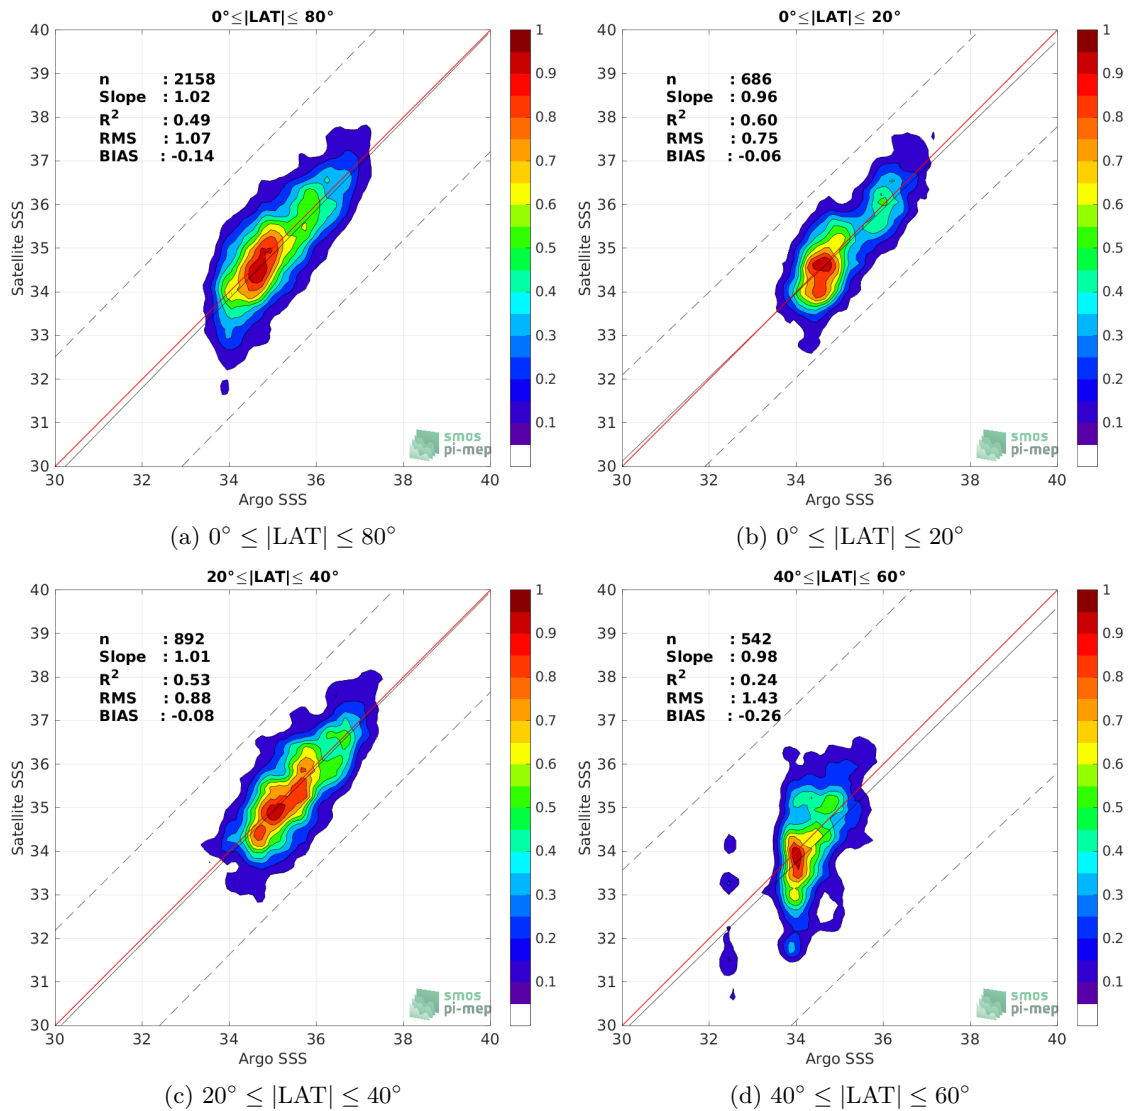 0°≤|LAT|≤ 80°
n : 2158
Slope : 1.02
R2 : 0.49
RMS : 1.07
BIAS : -0.14
40
39
38
37
36
35
34
33
32
31
30
Satellite SSS
30 32 34 36 38 40
Argo SSS
1
0.9
0.8
0.7
0.6
0.5
0.4
0.3
0.2
0.1
smos
pi-mep
(a) 0° ≤ |LAT| ≤ 80°
0°≤|LAT|≤ 20°
n : 686
Slope : 0.96
R2 : 0.60
RMS : 0.75
BIAS : -0.06
40
39
38
37
36
35
34
33
32
31
30
Satellite SSS
30 32 34 36 38 40
Argo SSS
1
0.9
0.8
0.7
0.6
0.5
0.4
0.3
0.2
0.1
smos
pi-mep
(b) 0° ≤ |LAT| ≤ 20°
20°≤|LAT|≤ 40°
n : 892
Slope : 1.01
R2 : 0.53
RMS : 0.88
BIAS : -0.08
40
39
38
37
36
35
34
33
32
31
30
Satellite SSS
30 32 34 36 38 40
Argo SSS
1
0.9
0.8
0.7
0.6
0.5
0.4
0.3
0.2
0.1
smos
pi-mep
(c) 20° ≤ |LAT| ≤ 40°
40°≤|LAT|≤ 60°
n : 542
Slope : 0.98
R2 : 0.24
RMS : 1.43
BIAS : -0.26
40
39
38
37
36
35
34
33
32
31
30
Satellite SSS
30 32 34 36 38 40
Argo SSS
1
0.9
0.8
0.7
0.6
0.5
0.4
0.3
0.2
0.1
smos
pi-mep
(d) 40° ≤ |LAT| ≤ 60°